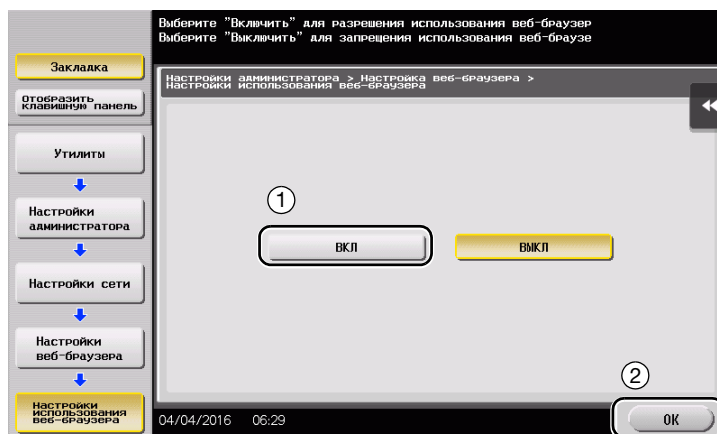 Выберите "Включить" для разрешения использования веб-браузер
Выберите "Выключить" для запрещения использования веб-браузе
Закладка
Отобразить
клавишную панель
Настройки администратора > Настройка веб-браузера >
Настройки использования веб-браузера
Утилиты
Настройки
администратора
Настройки сети
Настройки
веб-браузера
Настройки
использования
веб-браузера
1
ВКЛ
ВЫКЛ
2
04/04/2016 06:29
OK